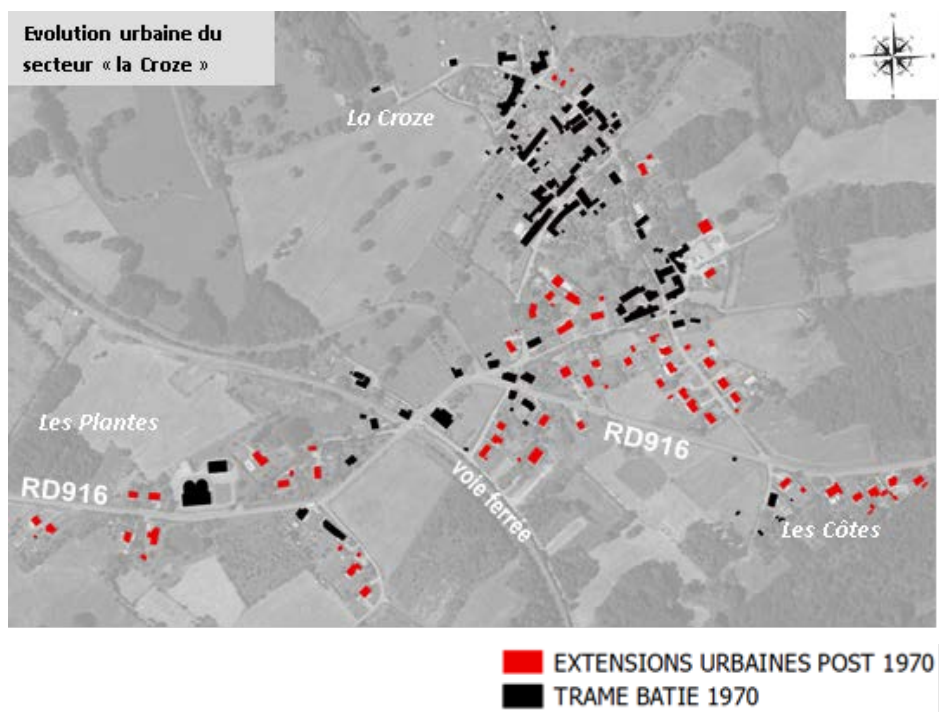 Evolution urbaine du
secteur « la Croze »
La Croze
Les Plantes
RD916
RD916
voie ferrée
Les Côtes
EXTENSIONS URBAINES POST 1970
TRAME BATIE 1970